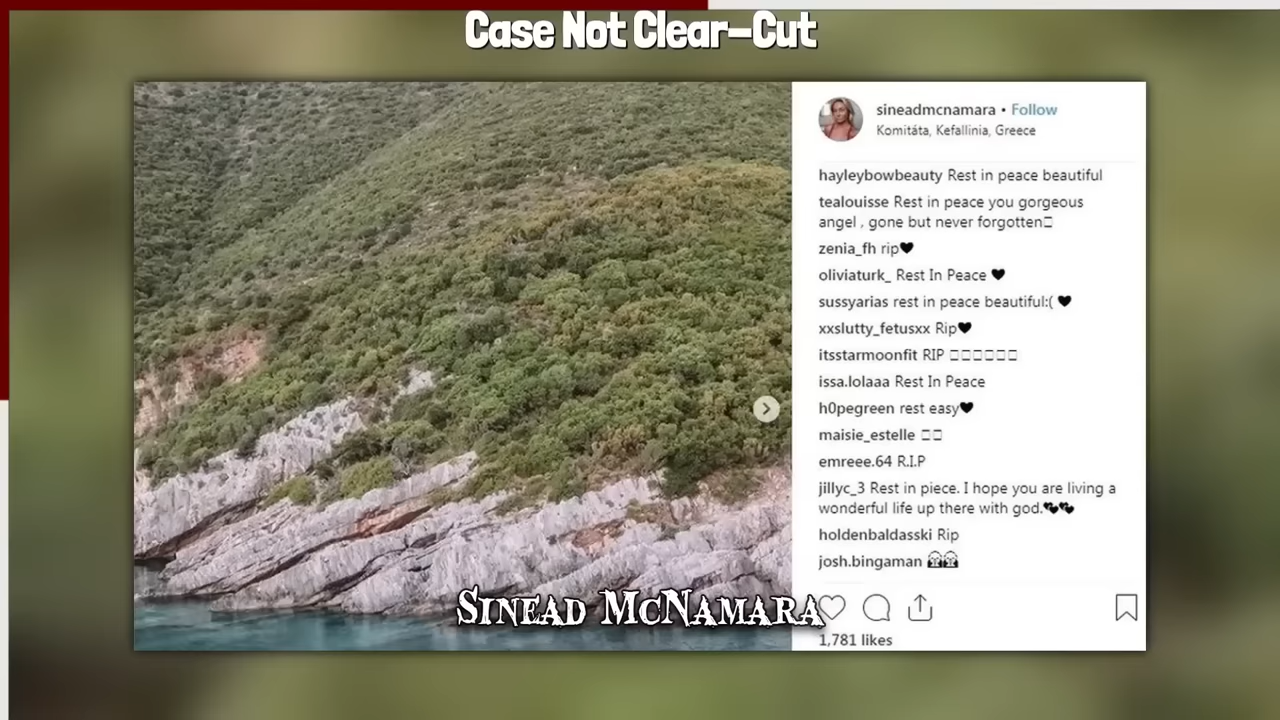 Case Not Clear-Cut
sineadmcnamara • Follow
Komitáta, Kefallinia, Greece
hayleybowbeauty Rest in peace beautiful
tealouisse Rest in peace you gorgeous
angel , gone but never forgotten
zenia_fh rip🖤
oliviaturk_ Rest In Peace 🖤
sussyarias rest in peace beautiful:( 🖤
xxslutty_fetusxx Rip🖤
itsstarmoonfit RIP
issa.lolaaa Rest In Peace
h0pegreen rest easy🖤
maisie_estelle
emreee.64 R.I.P
jillyc_3 Rest in piece. I hope you are living a
wonderful life up there with god.
holdenbaldasski Rip
josh.bingaman
Sinead McNamara
1,781 likes